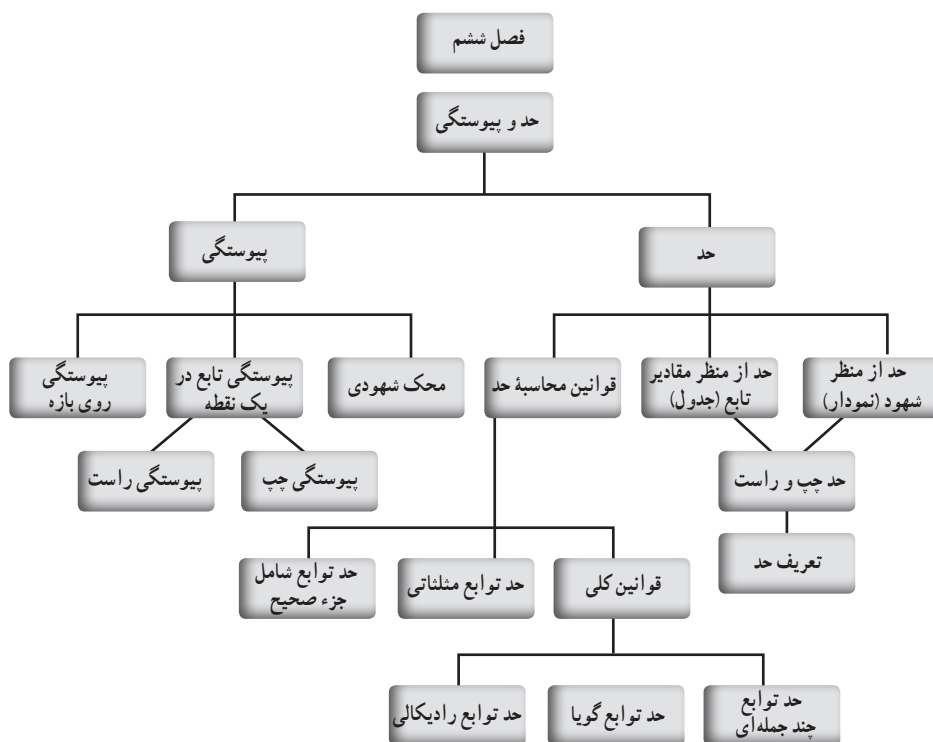 فصل ششم
حد و پیوستگی
حد
پیوستگی
حد از منظر
شهود (نمودار)
حد از منظر مقادیر
تابع (جدول)
قوانین محاسبهٔ حد
محک شهودی
پیوستگی تابع در
یک نقطه
پیوستگی
روی بازه
حد چپ و راست
پیوستگی چپ
پیوستگی راست
تعریف حد
قوانین کلی
حد توابع مثلثاتی
حد توابع شامل
جزء صحیح
حد توابع
چند جمله‌ای
حد توابع گویا
حد توابع رادیکالی